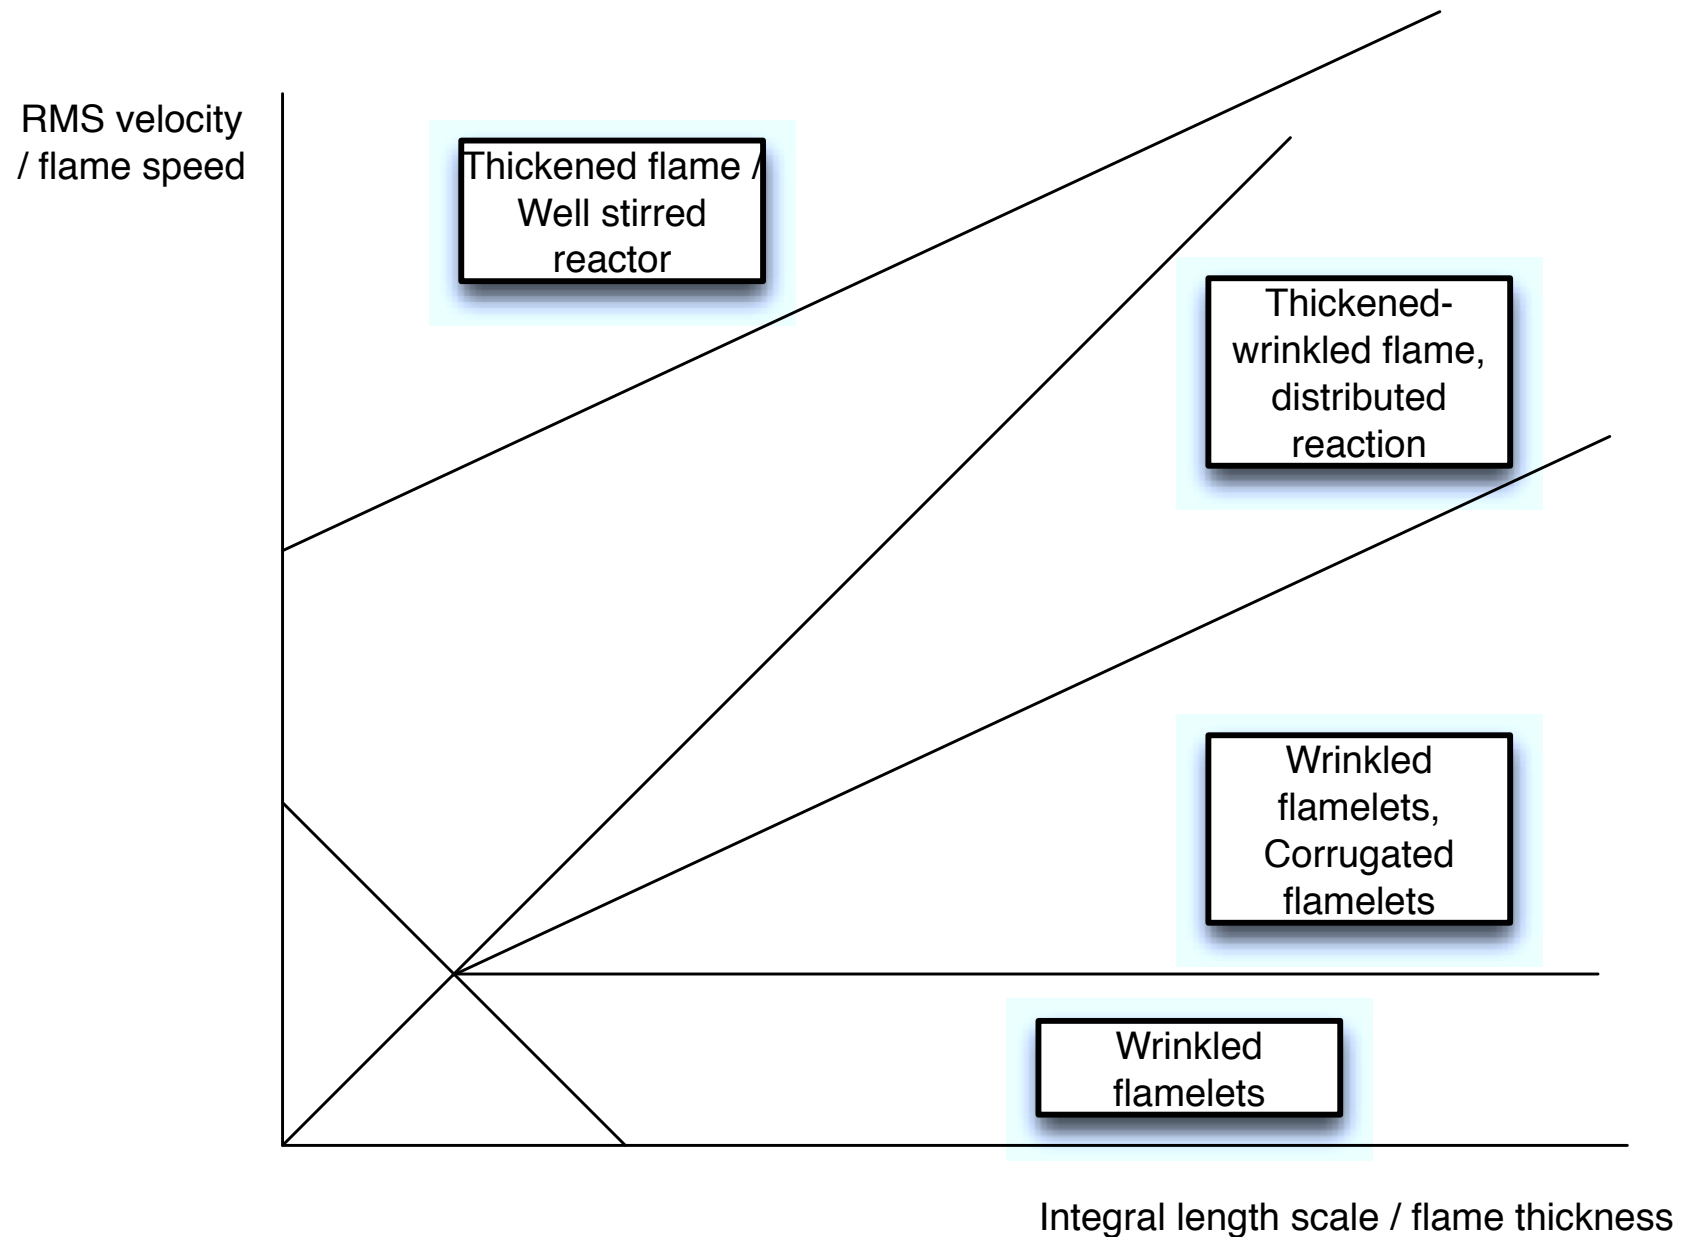 RMS velocity
/ flame speed
Thickened flame /
Well stirred
reactor
Thickened-
wrinkled flame,
distributed
reaction
Wrinkled
flamelets,
Corrugated
flamelets
Wrinkled
flamelets
Integral length scale / flame thickness